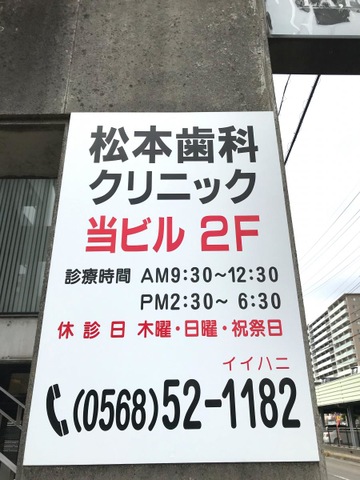 松本歯科
クリニック
当ビル 2F
診療時間 AM9:30~12:30
PM2:30~ 6:30
休診日 木曜・日曜・祝祭日
イイハニ
(0568)52-1182